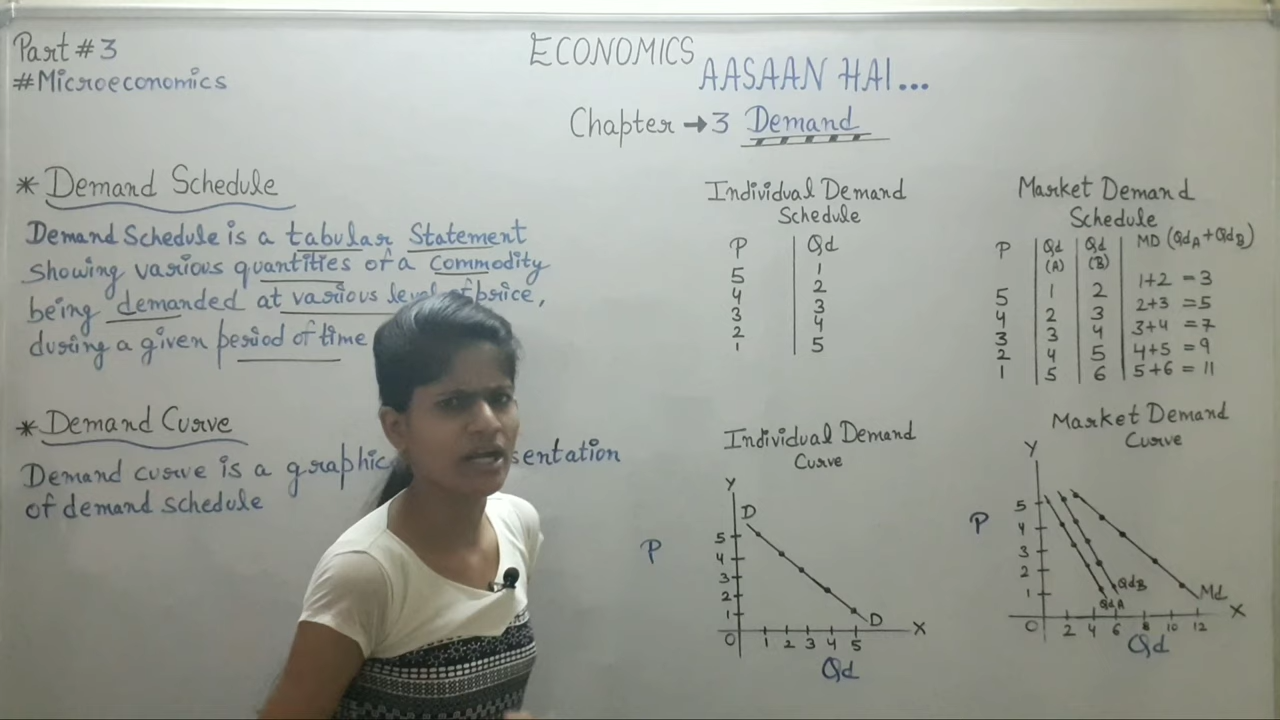 Part # 3
#Microeconomics
ECONOMICS
AASAAN HAI...
Chapter → 3 Demand
* Demand Schedule
Demand Schedule is a tabular Statement
showing various quantities of a commodity
being demanded at various level of price,
during a given period of time
* Demand Curve
Demand curve is a graphic sentation
of demand schedule
Individual Demand
Schedule
P Qd
5 1
4 2
3 3
2 4
1 5
Market Demand
Schedule
P Qd (A) Qd (B) MD (QdA+QdB)
5 1 2 1+2 = 3
4 2 3 2+3 = 5
3 3 4 3+4 = 7
2 4 5 4+5 = 9
1 5 6 5+6 = 11
Individual Demand
Curve
Y
D
5
4
P
3
2
1
D
O 1 2 3 4 5 X
Qd
Market Demand
Curve
Y
5
P
4
3
2
1
QdA QdB Md
O 2 4 6 8 10 12 X
Qd